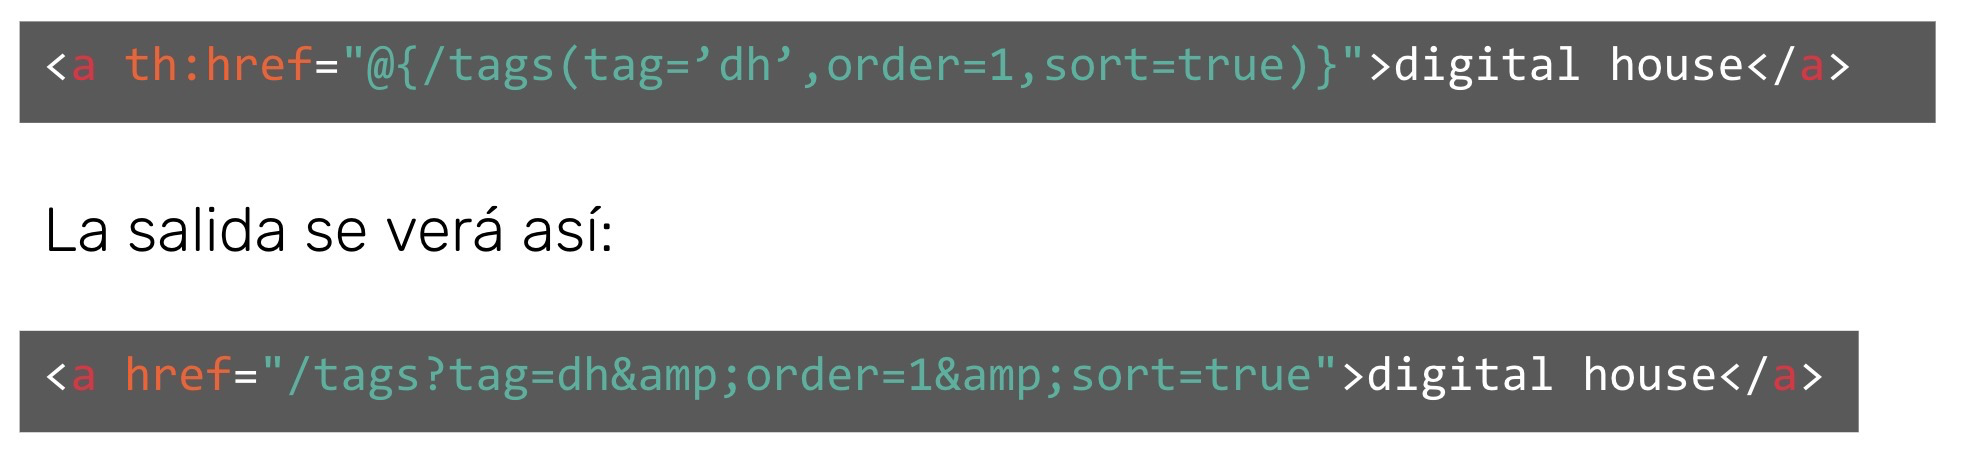 <a th:href="@{/tags(tag=’dh’,order=1,sort=true)}">digital house</a>
La salida se verá así:
<a href="/tags?tag=dh&amp;order=1&amp;sort=true">digital house</a>